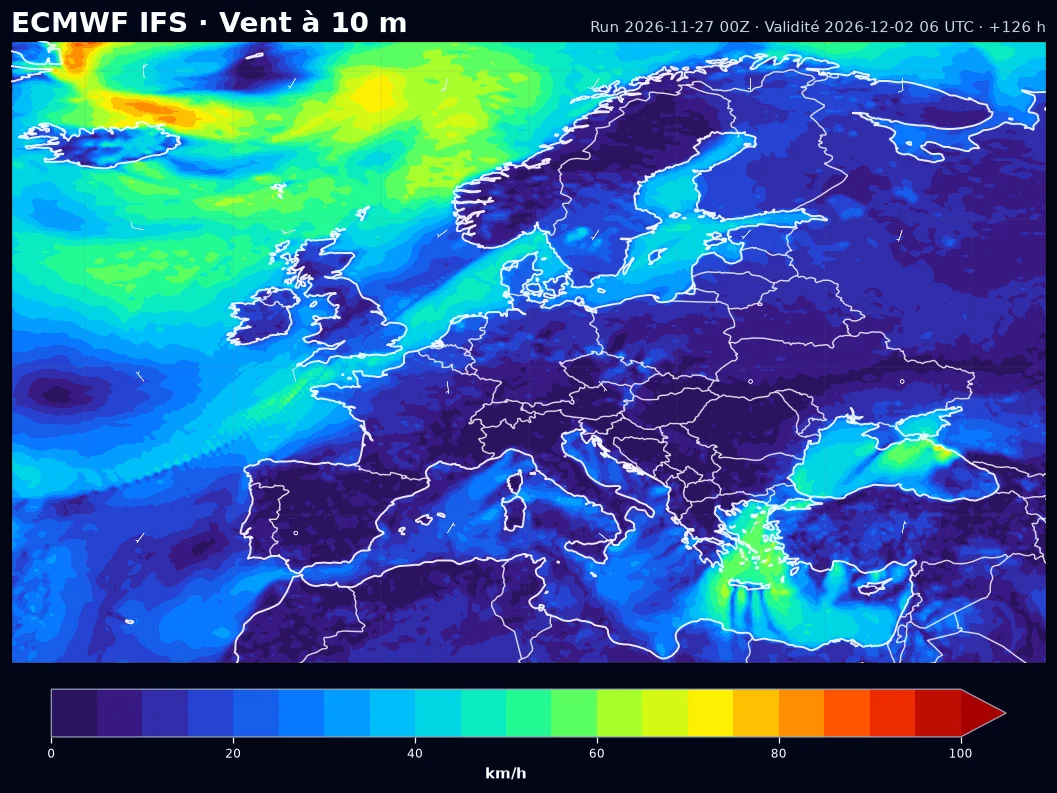 ECMWF IFS · Vent à 10 m
Run 2026-11-27 00Z · Validité 2026-12-02 06 UTC · +126 h
0 20 40 60 80 100
km/h